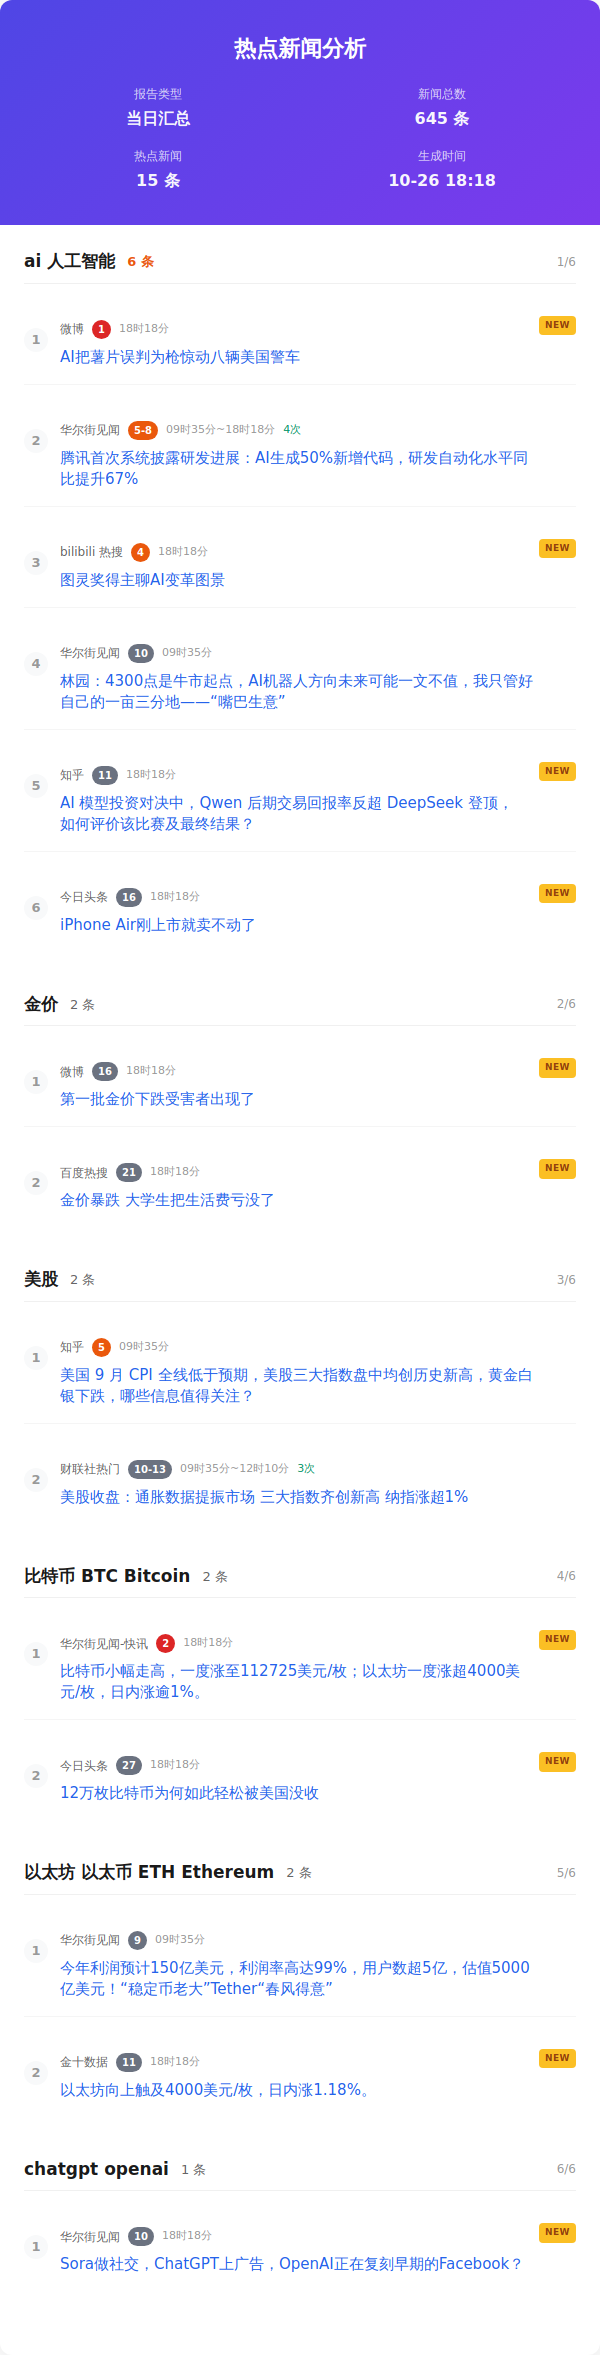 热点新闻分析
报告类型
新闻总数
当日汇总
645 条
热点新闻
生成时间
15 条
10-26 18:18
ai 人工智能 6 条 1/6
1 微博 1 18时18分 NEW
AI把薯片误判为枪惊动八辆美国警车
2 华尔街见闻 5-8 09时35分~18时18分 4次
腾讯首次系统披露研发进展：AI生成50%新增代码，研发自动化水平同
比提升67%
3 bilibili 热搜 4 18时18分 NEW
图灵奖得主聊AI变革图景
4 华尔街见闻 10 09时35分
林园：4300点是牛市起点，AI机器人方向未来可能一文不值，我只管好
自己的一亩三分地——“嘴巴生意”
5 知乎 11 18时18分 NEW
AI 模型投资对决中，Qwen 后期交易回报率反超 DeepSeek 登顶，
如何评价该比赛及最终结果？
6 今日头条 16 18时18分 NEW
iPhone Air刚上市就卖不动了
金价 2 条 2/6
1 微博 16 18时18分 NEW
第一批金价下跌受害者出现了
2 百度热搜 21 18时18分 NEW
金价暴跌 大学生把生活费亏没了
美股 2 条 3/6
1 知乎 5 09时35分
美国 9 月 CPI 全线低于预期，美股三大指数盘中均创历史新高，黄金白
银下跌，哪些信息值得关注？
2 财联社热门 10-13 09时35分~12时10分 3次
美股收盘：通胀数据提振市场 三大指数齐创新高 纳指涨超1%
比特币 BTC Bitcoin 2 条 4/6
1 华尔街见闻-快讯 2 18时18分 NEW
比特币小幅走高，一度涨至112725美元/枚；以太坊一度涨超4000美
元/枚，日内涨逾1%。
2 今日头条 27 18时18分 NEW
12万枚比特币为何如此轻松被美国没收
以太坊 以太币 ETH Ethereum 2 条 5/6
1 华尔街见闻 9 09时35分
今年利润预计150亿美元，利润率高达99%，用户数超5亿，估值5000
亿美元！“稳定币老大”Tether“春风得意”
2 金十数据 11 18时18分 NEW
以太坊向上触及4000美元/枚，日内涨1.18%。
chatgpt openai 1 条 6/6
1 华尔街见闻 10 18时18分 NEW
Sora做社交，ChatGPT上广告，OpenAI正在复刻早期的Facebook？